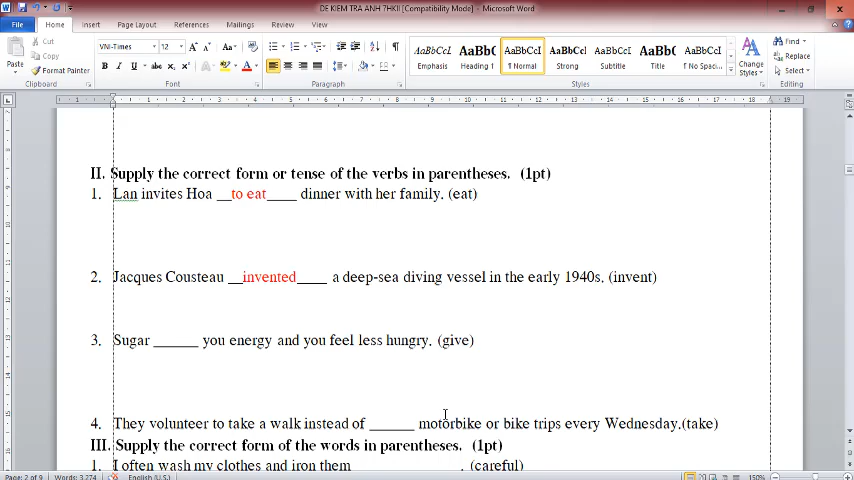 DE KIEM TRA ANH 7HKII [Compatibility Mode] - Microsoft Word
File Home Insert Page Layout References Mailings Review View
Cut
Copy
Paste Format Painter
Clipboard
VNI-Times 12
Font
Paragraph
AaBbCcI AaBbC AaBbCcI AaBbCc AaBbCcI AaBbC AaBbCcI
Emphasis Heading 1 ¶ Normal Strong Subtitle Title ¶ No Spac...
Styles
Change Styles
Find
Replace
Select
Editing
II. Supply the correct form or tense of the verbs in parentheses. (1pt)
1. Lan invites Hoa __to eat____ dinner with her family. (eat)
2. Jacques Cousteau __invented____ a deep-sea diving vessel in the early 1940s. (invent)
3. Sugar ______ you energy and you feel less hungry. (give)
4. They volunteer to take a walk instead of ______ motorbike or bike trips every Wednesday.(take)
III. Supply the correct form of the words in parentheses. (1pt)
1. I often wash my clothes and iron them ______________. (careful)
Page: 2 of 9 Words: 3.274 English (U.S.) 150%